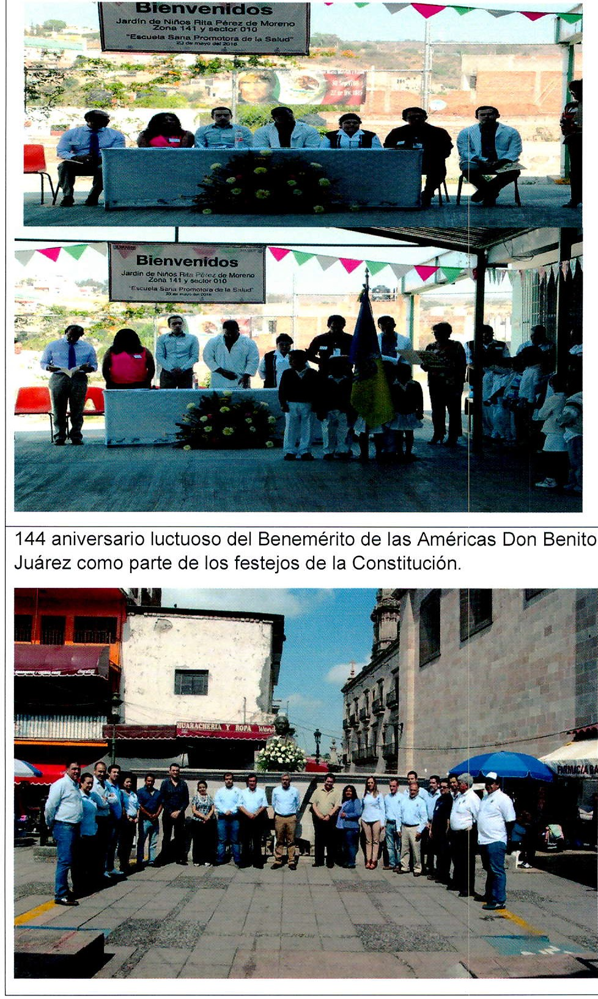 Bienvenidos
Jardín de Niños Rita Pérez de Moreno
Zona 141 y sector 010
"Escuela Sana Promotora de la Salud"
23 de mayo del 2016
Bienvenidos
Jardín de Niños Rita Pérez de Moreno
Zona 141 y sector 010
"Escuela Sana Promotora de la Salud"
23 de mayo del 2016
144 aniversario luctuoso del Benemérito de las Américas Don Benito
Juárez como parte de los festejos de la Constitución.
HUARACHERIA Y ROPA
FARMACIA